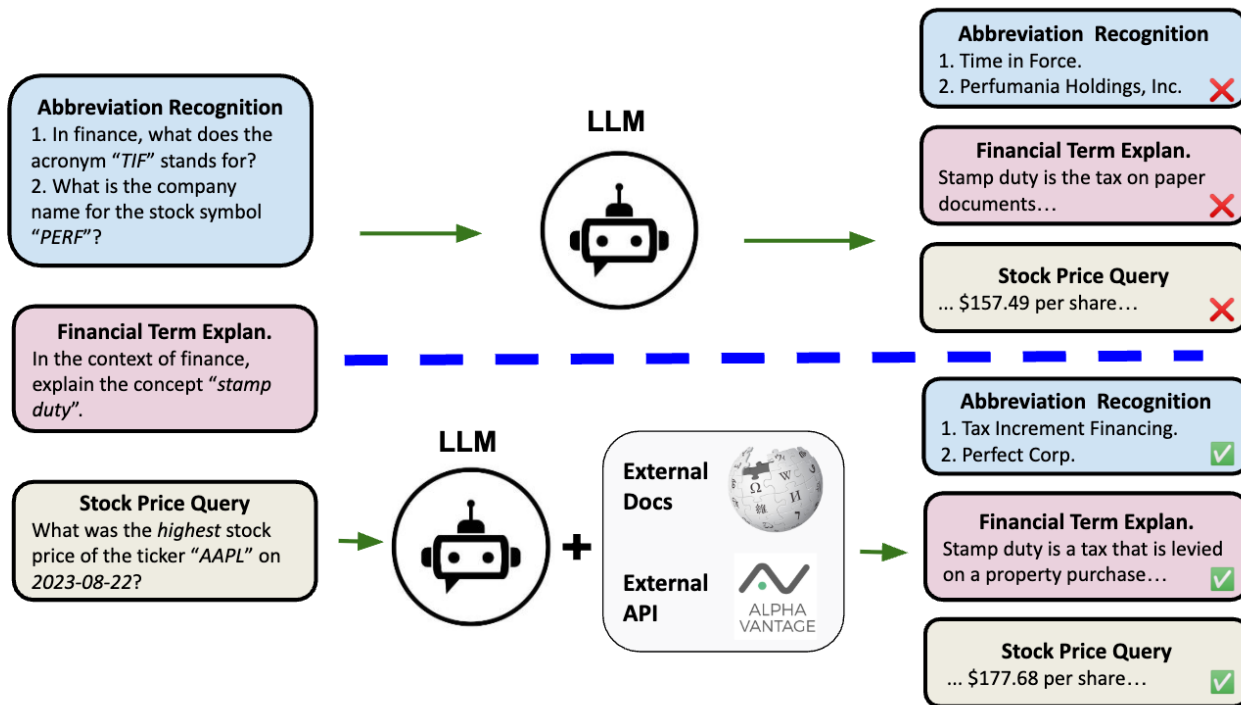 Abbreviation Recognition
1. In finance, what does the
acronym “TIF” stands for?
2. What is the company
name for the stock symbol
“PERF”?
Financial Term Explan.
In the context of finance,
explain the concept “stamp
duty”.
Stock Price Query
What was the highest stock
price of the ticker “AAPL” on
2023-08-22?
LLM
Abbreviation Recognition
1. Time in Force.
2. Perfumania Holdings, Inc.
Financial Term Explan.
Stamp duty is the tax on paper
documents…
Stock Price Query
... $157.49 per share…
LLM
+
External
Docs
Ω
W
И
External
API
ALPHA
VANTAGE
Abbreviation Recognition
1. Tax Increment Financing.
2. Perfect Corp.
Financial Term Explan.
Stamp duty is a tax that is levied
on a property purchase…
Stock Price Query
... $177.68 per share…